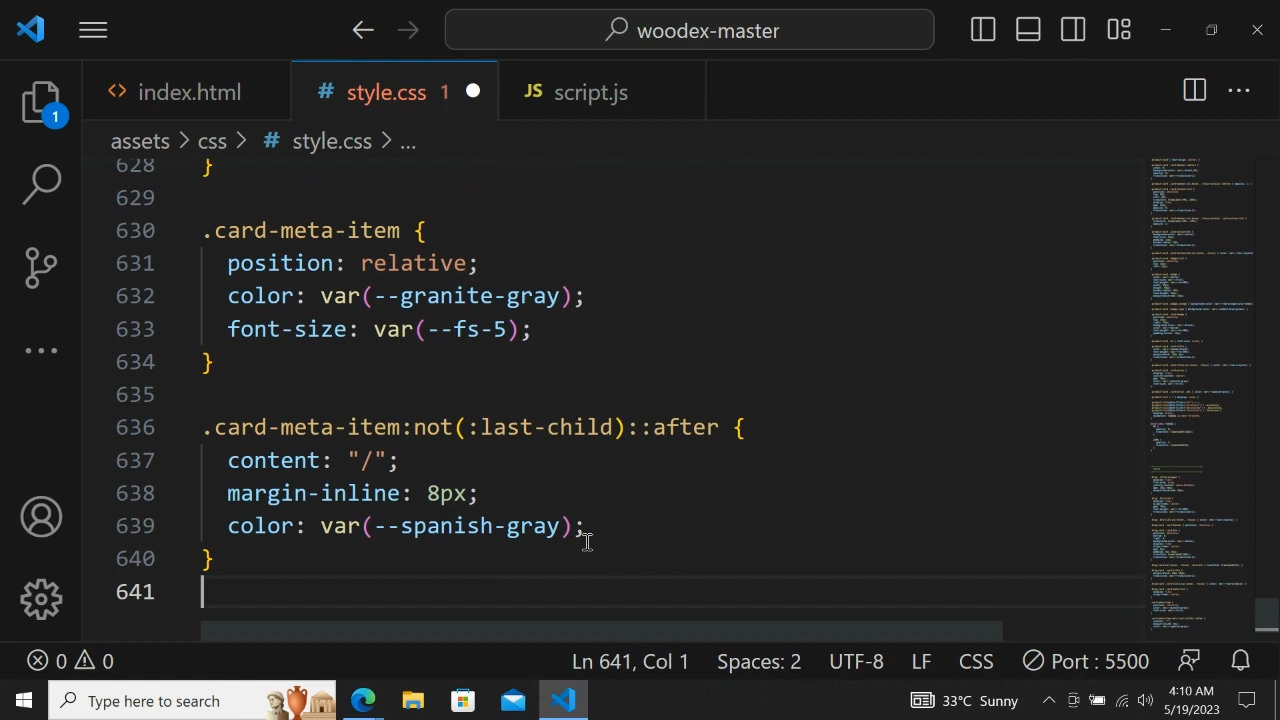 woodex-master
index.html
# style.css 1
JS script.js
1
assets > css > # style.css > ...
628 }
629
630 .card-meta-item {
631 position: relative;
632 color: var(--granite-gray);
633 font-size: var(--fs-5);
634 }
635
636 .card-meta-item:not(:last-child)::after {
637 content: "/";
638 margin-inline: 8px;
639 color: var(--spanish-gray);
640 }
641
0 0
Ln 641, Col 1
Spaces: 2
UTF-8
LF
CSS
Port : 5500
Type here to search
33°C Sunny
4:10 AM
5/19/2023